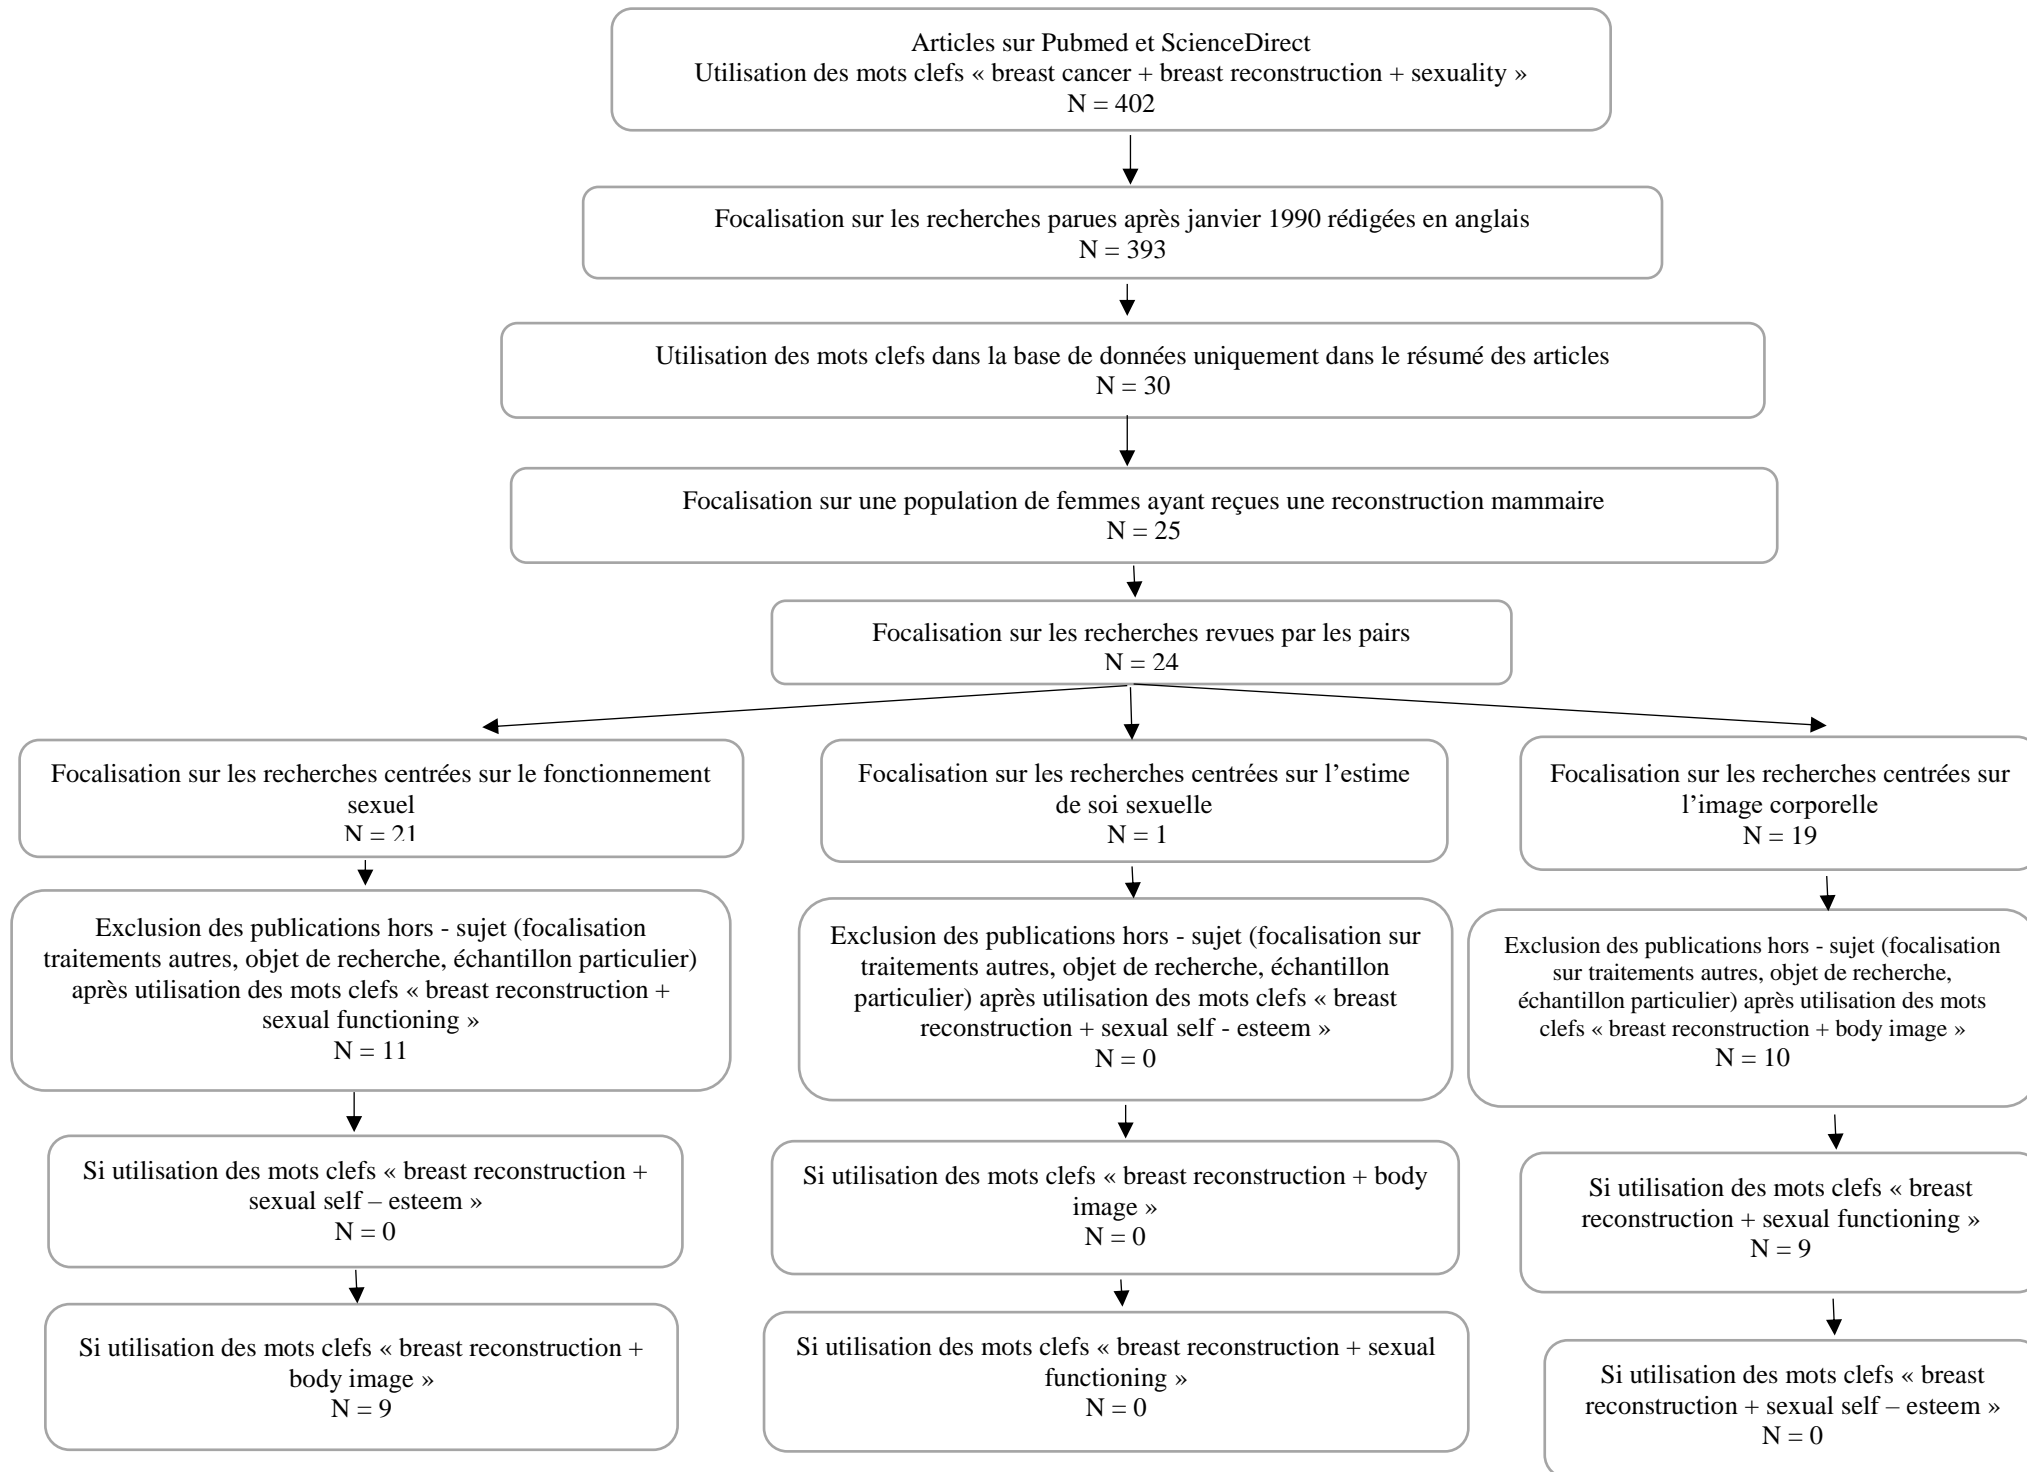 Articles sur Pubmed et ScienceDirect
Utilisation des mots clefs « breast cancer + breast reconstruction + sexuality »
N = 402
Focalisation sur les recherches parues après janvier 1990 rédigées en anglais
N = 393
Utilisation des mots clefs dans la base de données uniquement dans le résumé des articles
N = 30
Focalisation sur une population de femmes ayant reçues une reconstruction mammaire
N = 25
Focalisation sur les recherches revues par les pairs
N = 24
Focalisation sur les recherches centrées sur le fonctionnement
sexuel
N = 21
Exclusion des publications hors - sujet (focalisation
traitements autres, objet de recherche, échantillon particulier)
après utilisation des mots clefs « breast reconstruction +
sexual functioning »
N = 11
Si utilisation des mots clefs « breast reconstruction +
sexual self – esteem »
N = 0
Si utilisation des mots clefs « breast reconstruction +
body image »
N = 9
Focalisation sur les recherches centrées sur l’estime
de soi sexuelle
N = 1
Exclusion des publications hors - sujet (focalisation sur
traitements autres, objet de recherche, échantillon
particulier) après utilisation des mots clefs « breast
reconstruction + sexual self - esteem »
N = 0
Si utilisation des mots clefs « breast reconstruction + body
image »
N = 0
Si utilisation des mots clefs « breast reconstruction + sexual
functioning »
N = 0
Focalisation sur les recherches centrées sur
l’image corporelle
N = 19
Exclusion des publications hors - sujet (focalisation
sur traitements autres, objet de recherche,
échantillon particulier) après utilisation des mots
clefs « breast reconstruction + body image »
N = 10
Si utilisation des mots clefs « breast
reconstruction + sexual functioning »
N = 9
Si utilisation des mots clefs « breast
reconstruction + sexual self – esteem »
N = 0